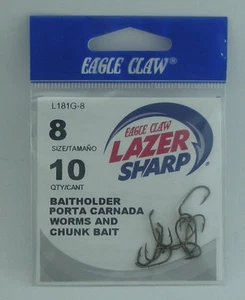 EAGLE CLAW
L181G-8
8
SIZE/TAMAÑO
10
QTY/CANT
EAGLE CLAW
LAZER
SHARP
BAITHOLDER
PORTA CARNADA
WORMS AND
CHUNK BAIT